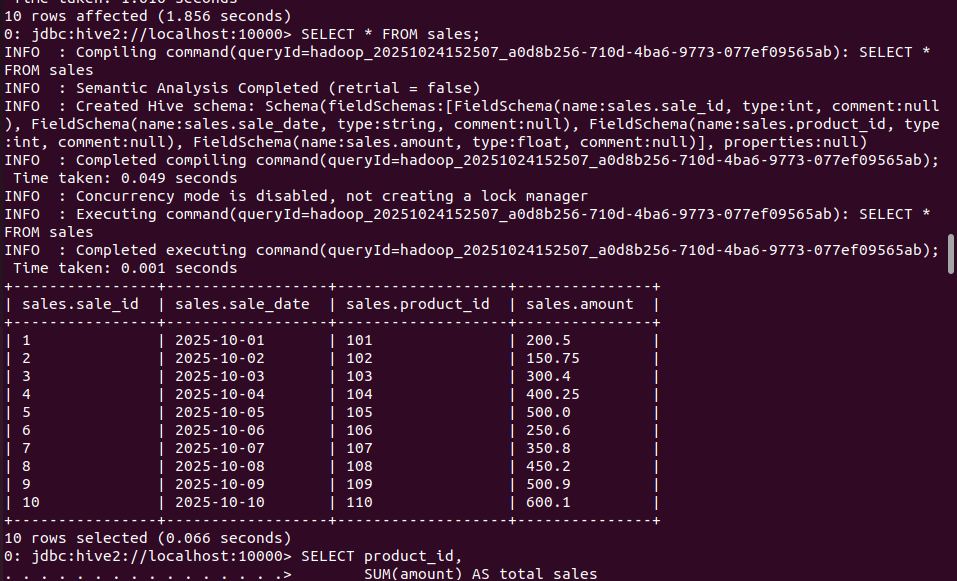 10 rows affected (1.856 seconds)
0: jdbc:hive2://localhost:10000> SELECT * FROM sales;
INFO  : Compiling command(queryId=hadoop_20251024152507_a0d8b256-710d-4ba6-9773-077ef09565ab): SELECT *
FROM sales
INFO  : Semantic Analysis Completed (retrial = false)
INFO  : Created Hive schema: Schema(fieldSchemas:[FieldSchema(name:sales.sale_id, type:int, comment:null
), FieldSchema(name:sales.sale_date, type:string, comment:null), FieldSchema(name:sales.product_id, type
:int, comment:null), FieldSchema(name:sales.amount, type:float, comment:null)], properties:null)
INFO  : Completed compiling command(queryId=hadoop_20251024152507_a0d8b256-710d-4ba6-9773-077ef09565ab);
 Time taken: 0.049 seconds
INFO  : Concurrency mode is disabled, not creating a lock manager
INFO  : Executing command(queryId=hadoop_20251024152507_a0d8b256-710d-4ba6-9773-077ef09565ab): SELECT *
FROM sales
INFO  : Completed executing command(queryId=hadoop_20251024152507_a0d8b256-710d-4ba6-9773-077ef09565ab);
 Time taken: 0.001 seconds
+----------------+------------------+-------------------+---------------+
| sales.sale_id  | sales.sale_date  | sales.product_id  | sales.amount  |
+----------------+------------------+-------------------+---------------+
| 1              | 2025-10-01       | 101               | 200.5         |
| 2              | 2025-10-02       | 102               | 150.75        |
| 3              | 2025-10-03       | 103               | 300.4         |
| 4              | 2025-10-04       | 104               | 400.25        |
| 5              | 2025-10-05       | 105               | 500.0         |
| 6              | 2025-10-06       | 106               | 250.6         |
| 7              | 2025-10-07       | 107               | 350.8         |
| 8              | 2025-10-08       | 108               | 450.2         |
| 9              | 2025-10-09       | 109               | 500.9         |
| 10             | 2025-10-10       | 110               | 600.1         |
+----------------+------------------+-------------------+---------------+
10 rows selected (0.066 seconds)
0: jdbc:hive2://localhost:10000> SELECT product_id,
. . . . . . . . . . . . . . . .>        SUM(amount) AS total_sales